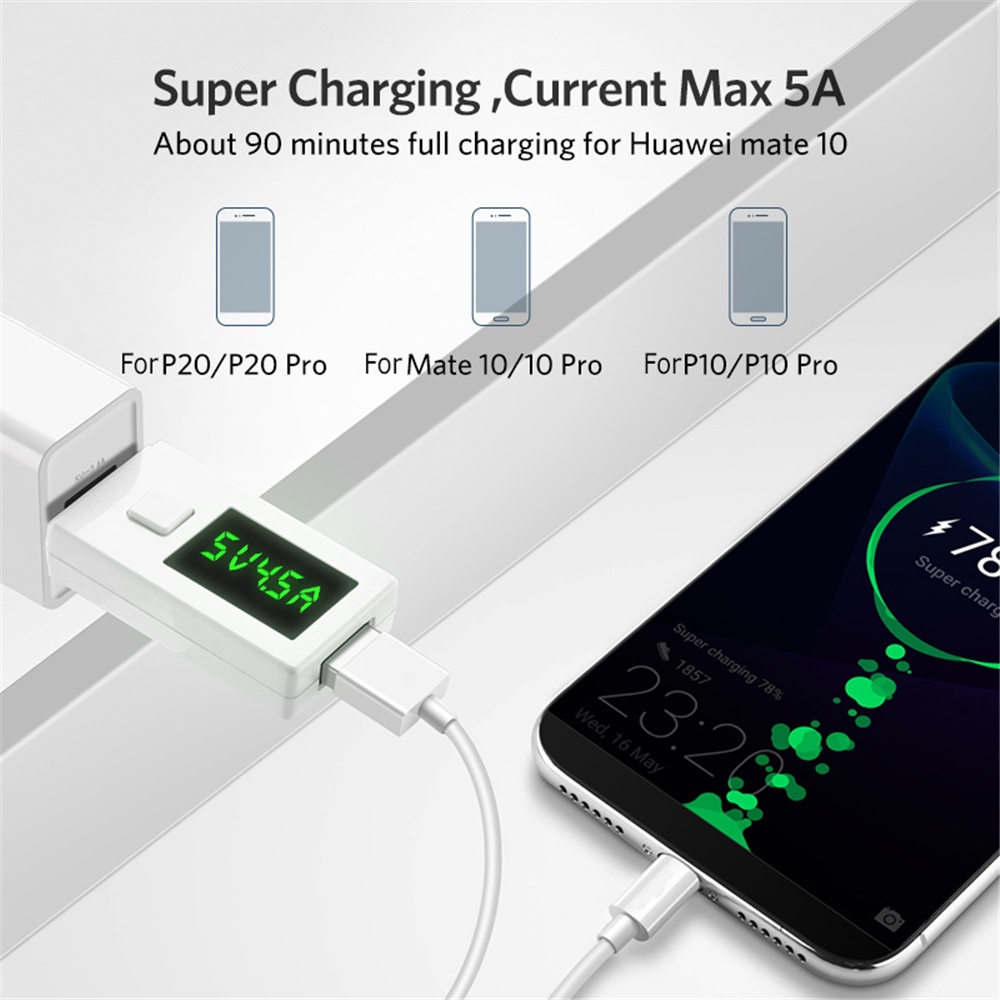 Super Charging ,Current Max 5A
About 90 minutes full charging for Huawei mate 10
For P20/P20 Pro
For Mate 10/10 Pro
For P10/P10 Pro
5V4.5A
78
Super charg
Super charging 78%
1857
23:20
Wed, 16 May